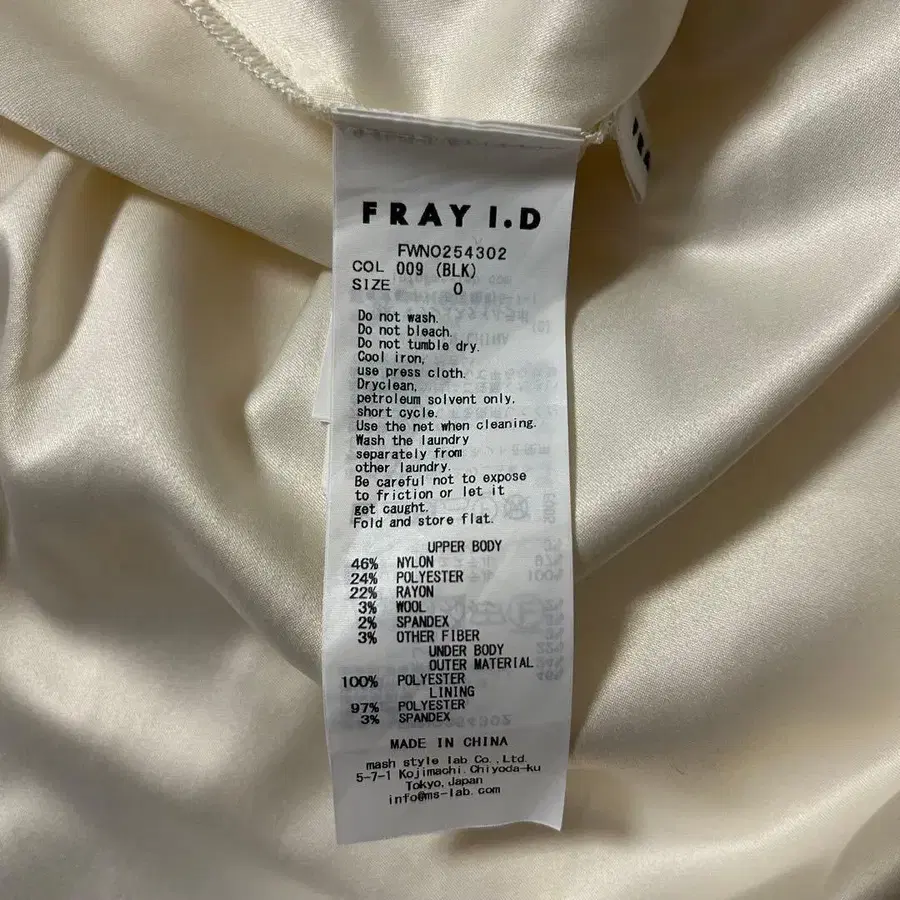 FRAY I.D
FWNO254302
COL 009 (BLK)
SIZE 0
Do not wash.
Do not bleach.
Do not tumble dry.
Cool iron,
use press cloth.
Dryclean,
petroleum solvent only,
short cycle.
Use the net when cleaning.
Wash the laundry
separately from
other laundry.
Be careful not to expose
to friction or let it
get caught.
Fold and store flat.
UPPER BODY
46% NYLON
24% POLYESTER
22% RAYON
3% WOOL
2% SPANDEX
3% OTHER FIBER
UNDER BODY
OUTER MATERIAL
100% POLYESTER
LINING
97% POLYESTER
3% SPANDEX
MADE IN CHINA
mash style lab Co.,Ltd.
5-7-1 Kojimachi.Chiyoda-ku
Tokyo,Japan
info@ms-lab.com